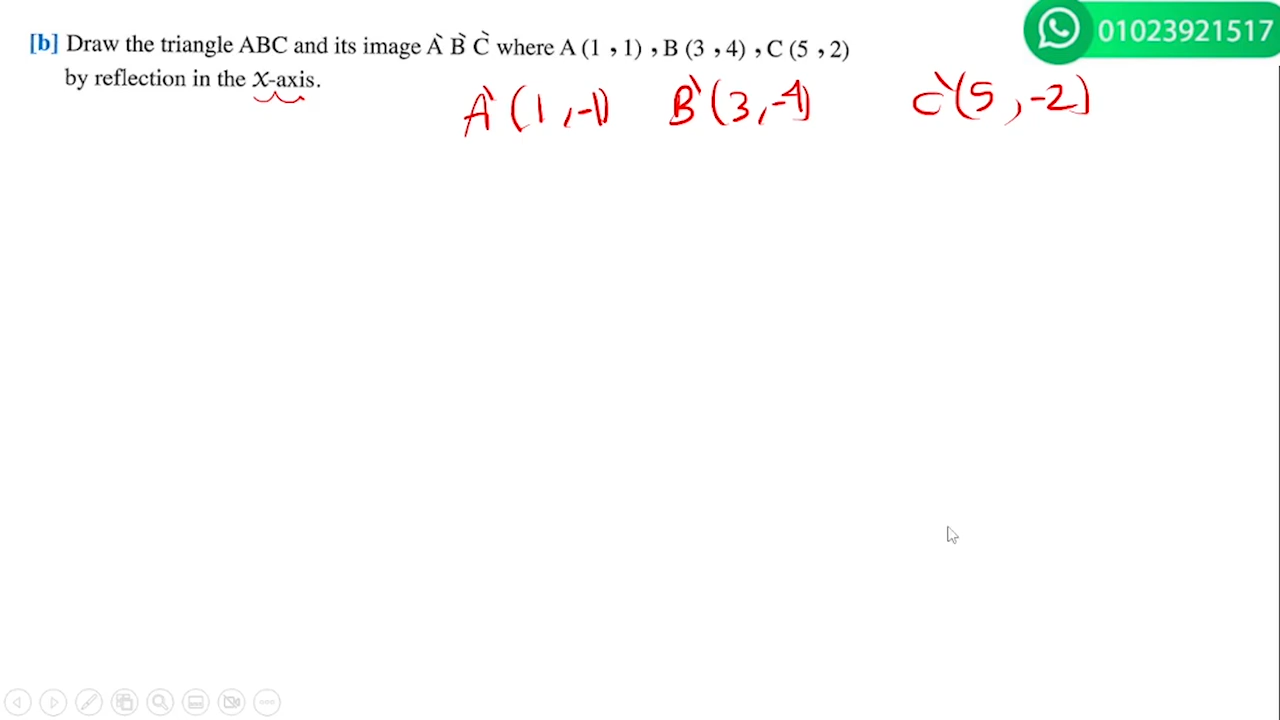 01023921517
[b] Draw the triangle ABC and its image À B̀ C̀ where A (1 , 1) , B (3 , 4) , C (5 , 2)
by reflection in the X-axis.
A` (1 , -1) B` (3 , -4) C` (5 , -2)